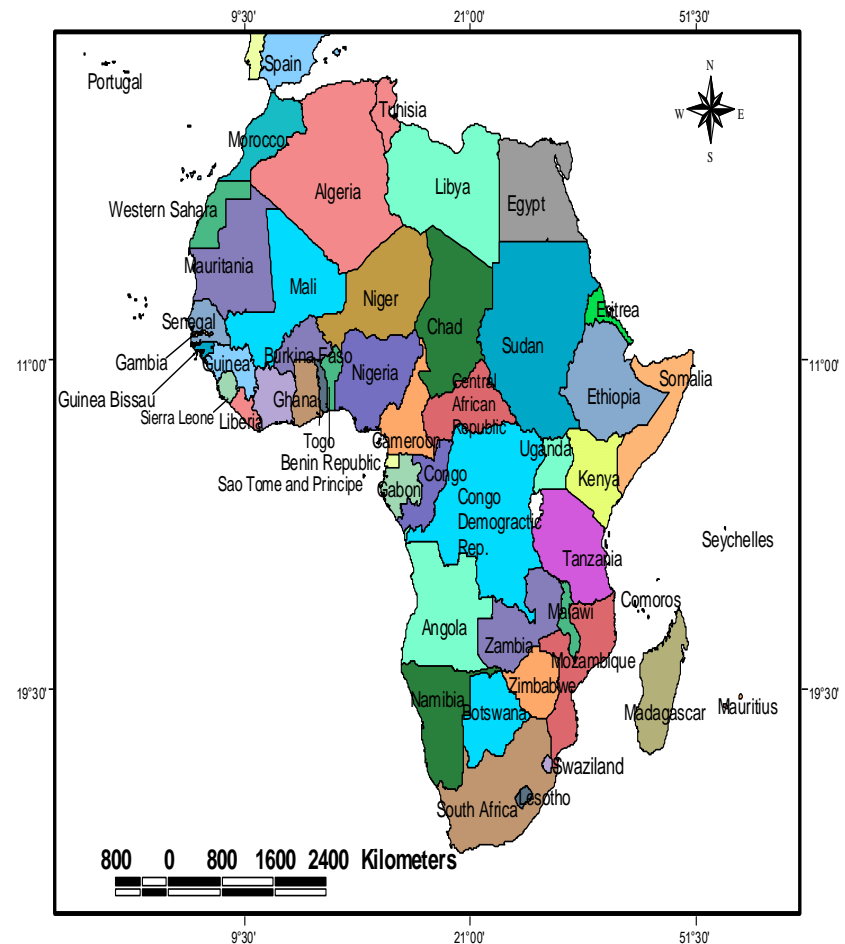 9°30' 21°00' 51°30'
Spain
Portugal
N
W E
S
Tunisia
Morocco
Algeria
Libya
Egypt
Western Sahara
Mauritania
Mali
Niger
Chad
Sudan
Eritrea
Senegal
Gambia
Guinea
Burkina Faso
Nigeria
11°00' 11°00'
Guinea Bissau
Sierra Leone
Liberia
Ghana
Central
African
Republic
Ethiopia
Somalia
Togo
Benin Republic
Cameroon
Uganda
Kenya
Sao Tome and Principe
Gabon
Congo
Congo
Demogractic
Rep.
Tanzania
Seychelles
Comoros
Malawi
Angola
Zambia
Mozambique
Zimbabwe
19°30' 19°30'
Namibia
Botswana
Madagascar
Mauritius
Swaziland
Lesotho
South Africa
800 0 800 1600 2400 Kilometers
9°30' 21°00' 51°30'